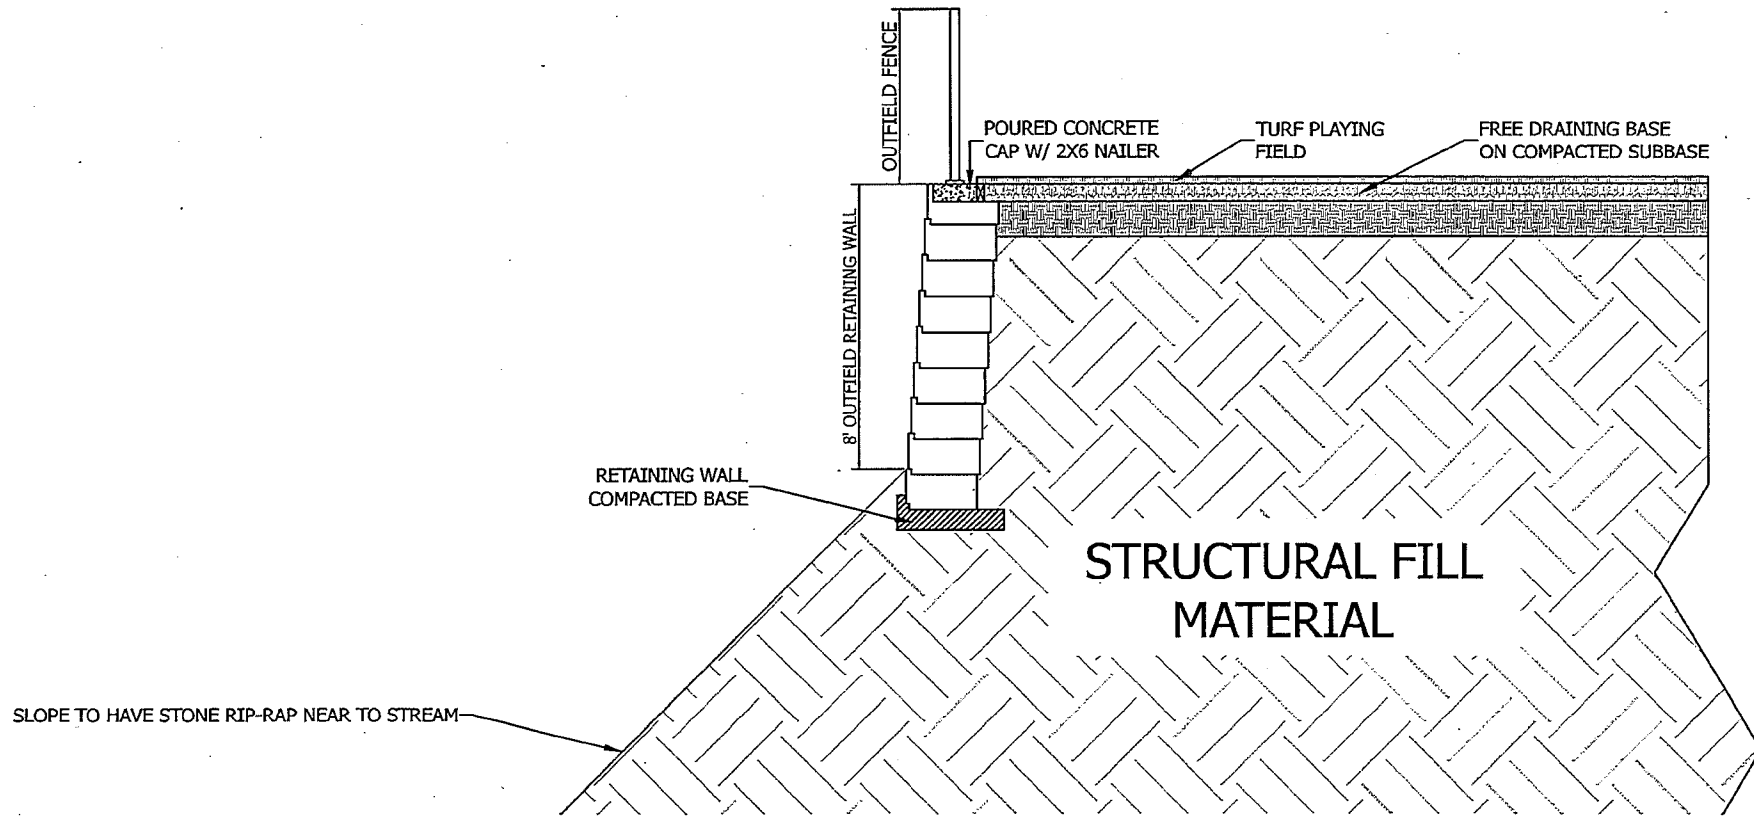 OUTFIELD FENCE
POURED CONCRETE
CAP W/ 2X6 NAILER
TURF PLAYING
FIELD
FREE DRAINING BASE
ON COMPACTED SUBBASE
8' OUTFIELD RETAINING WALL
RETAINING WALL
COMPACTED BASE
STRUCTURAL FILL
MATERIAL
SLOPE TO HAVE STONE RIP-RAP NEAR TO STREAM